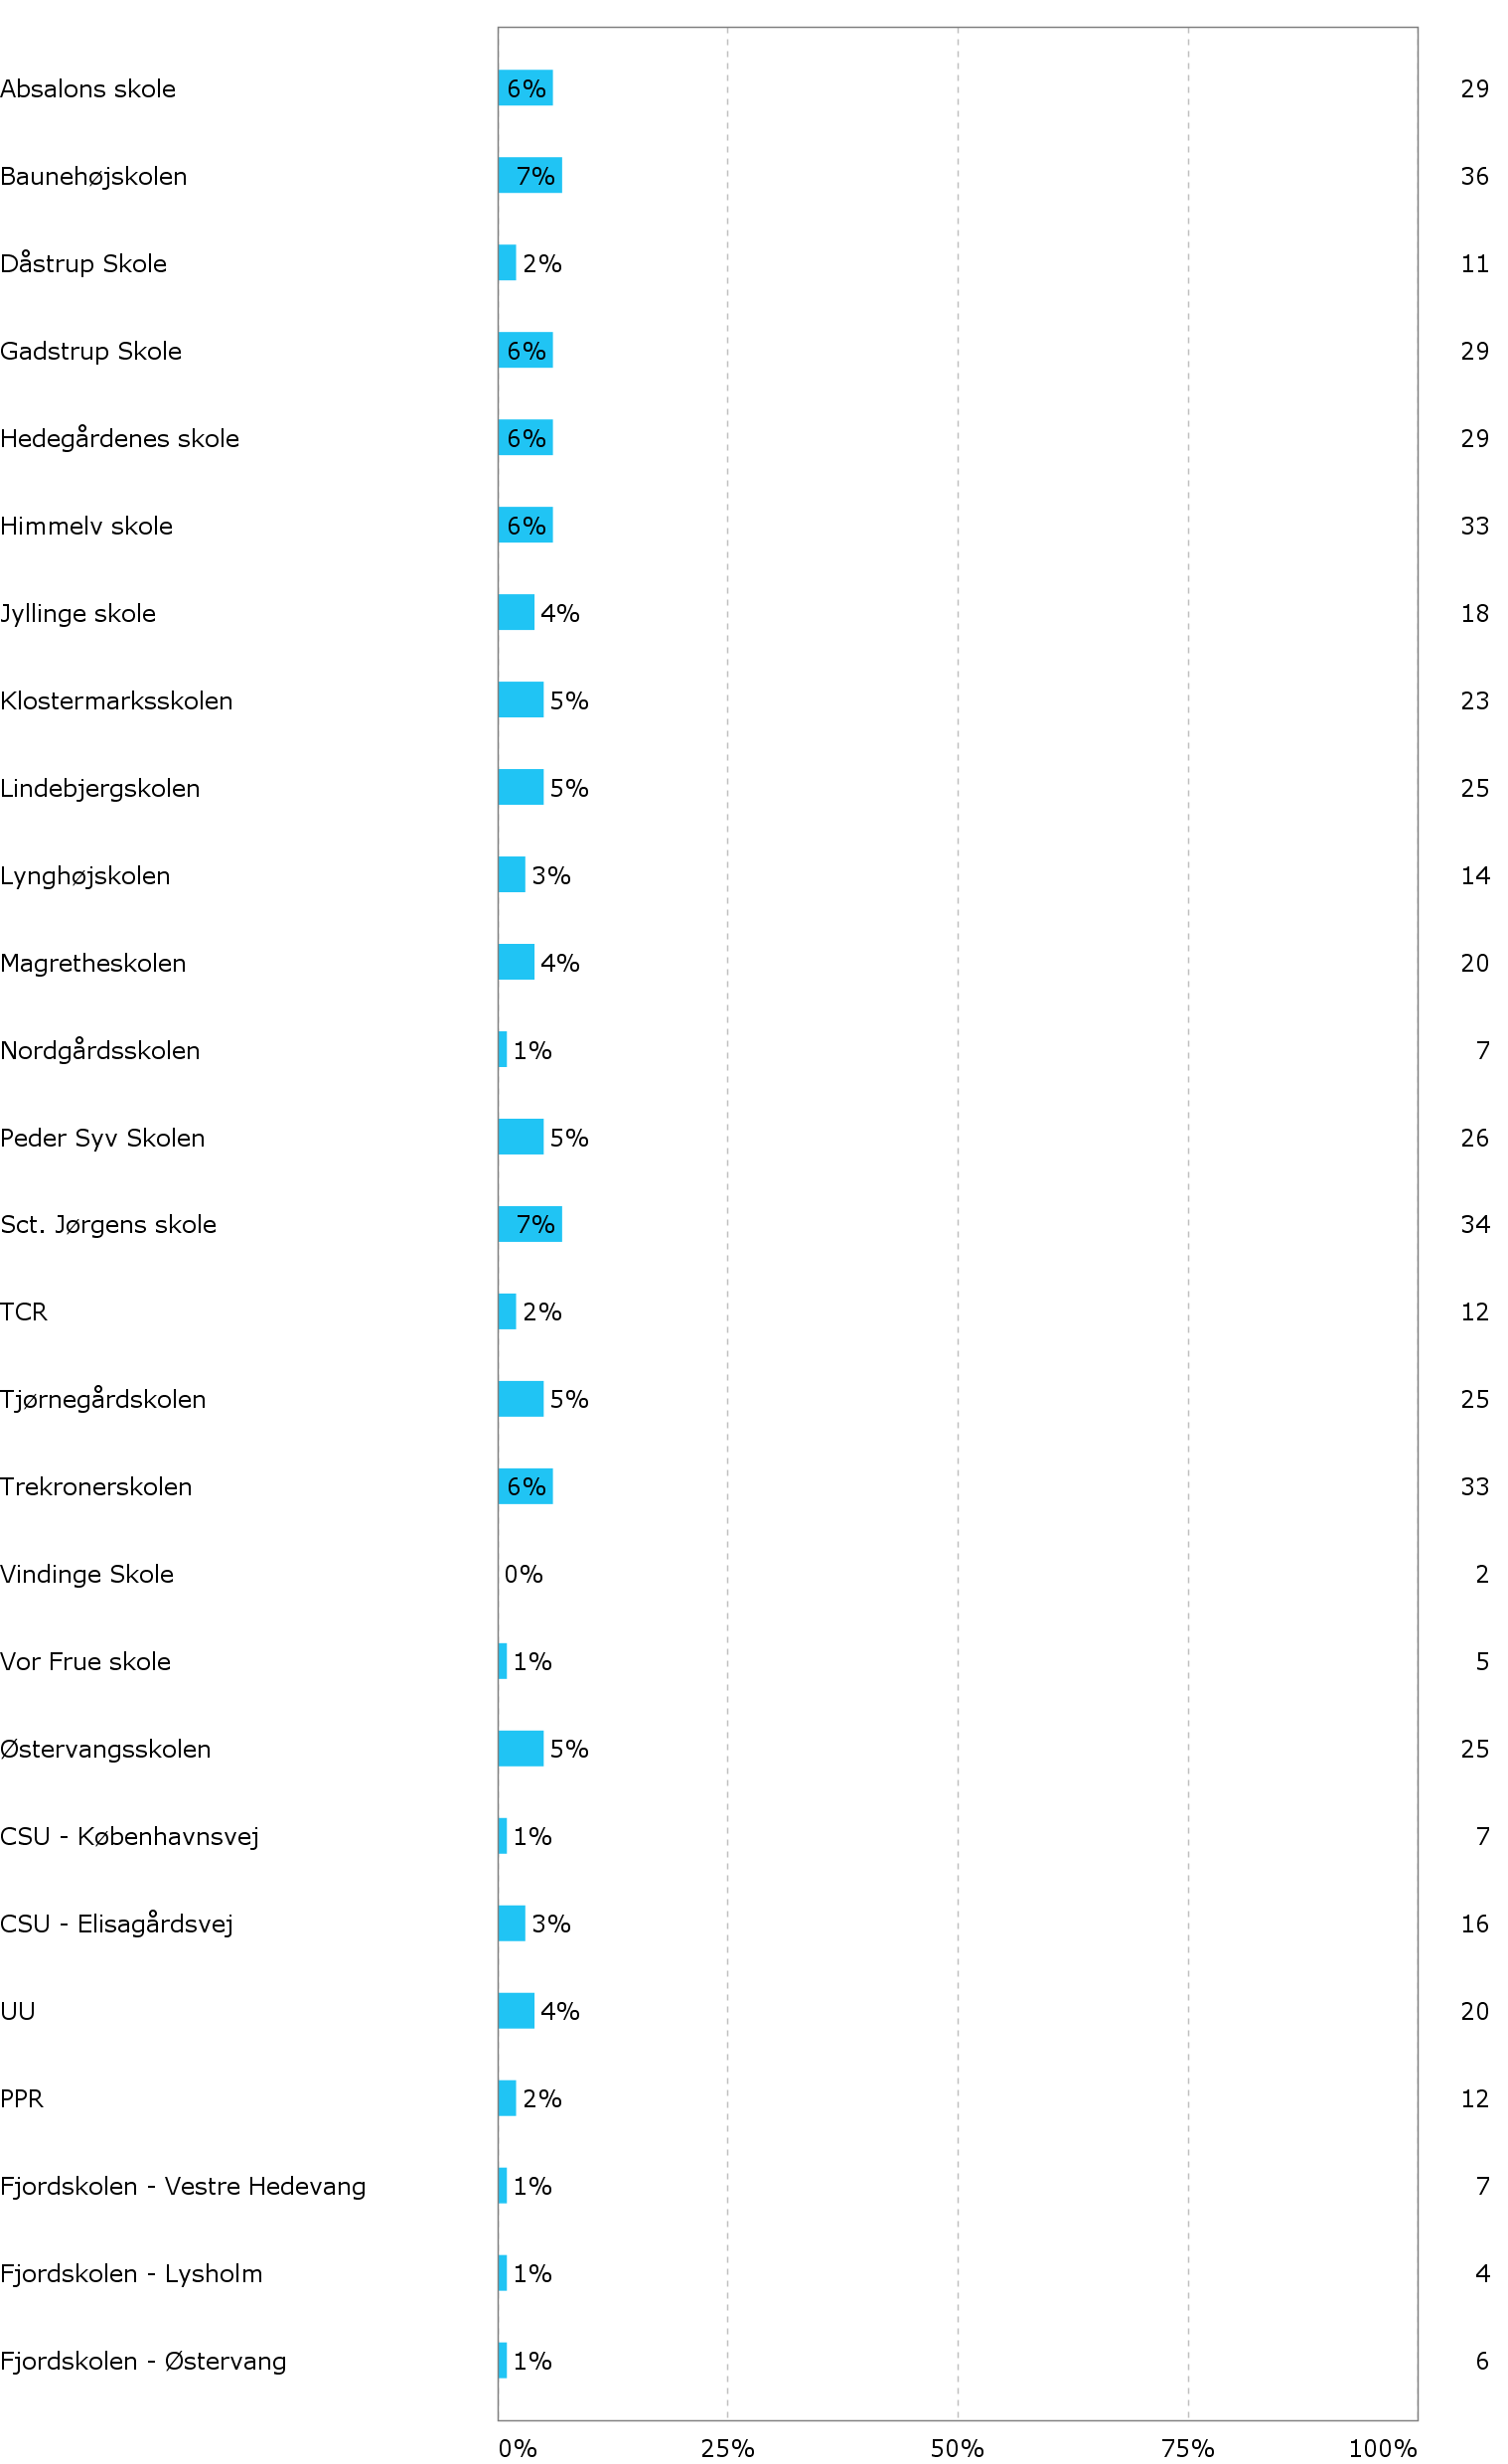 Absalons skole 6% 29
Baunehøjskolen 7% 36
Dåstrup Skole 2% 11
Gadstrup Skole 6% 29
Hedegårdenes skole 6% 29
Himmelv skole 6% 33
Jyllinge skole 4% 18
Klostermarksskolen 5% 23
Lindebjergskolen 5% 25
Lynghøjskolen 3% 14
Magretheskolen 4% 20
Nordgårdsskolen 1% 7
Peder Syv Skolen 5% 26
Sct. Jørgens skole 7% 34
TCR 2% 12
Tjørnegårdskolen 5% 25
Trekronerskolen 6% 33
Vindinge Skole 0% 2
Vor Frue skole 1% 5
Østervangsskolen 5% 25
CSU - Københavnsvej 1% 7
CSU - Elisagårdsvej 3% 16
UU 4% 20
PPR 2% 12
Fjordskolen - Vestre Hedevang 1% 7
Fjordskolen - Lysholm 1% 4
Fjordskolen - Østervang 1% 6
0% 25% 50% 75% 100%